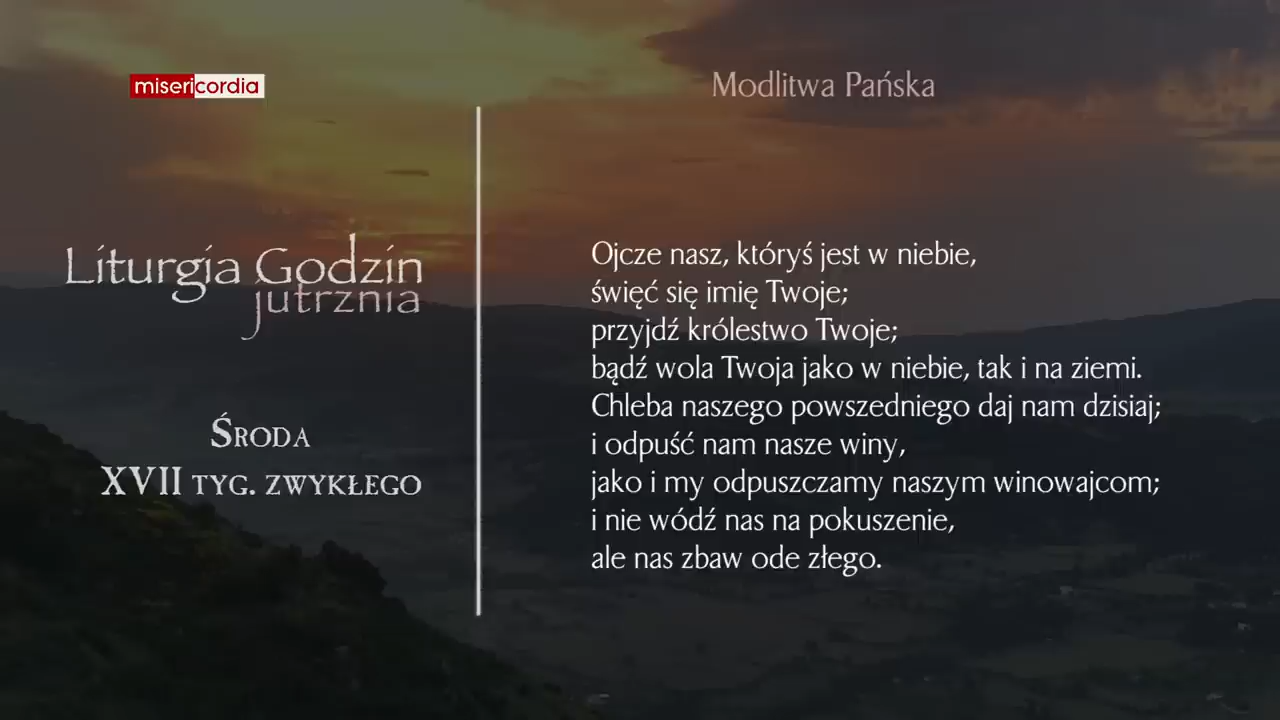 misericordia
Liturgia Godzin
jutrznia
Środa
XVII tyg. zwykłego
Modlitwa Pańska
Ojcze nasz, któryś jest w niebie,
święć się imię Twoje;
przyjdź królestwo Twoje;
bądź wola Twoja jako w niebie, tak i na ziemi.
Chleba naszego powszedniego daj nam dzisiaj;
i odpuść nam nasze winy,
jako i my odpuszczamy naszym winowajcom;
i nie wódź nas na pokuszenie,
ale nas zbaw ode złego.